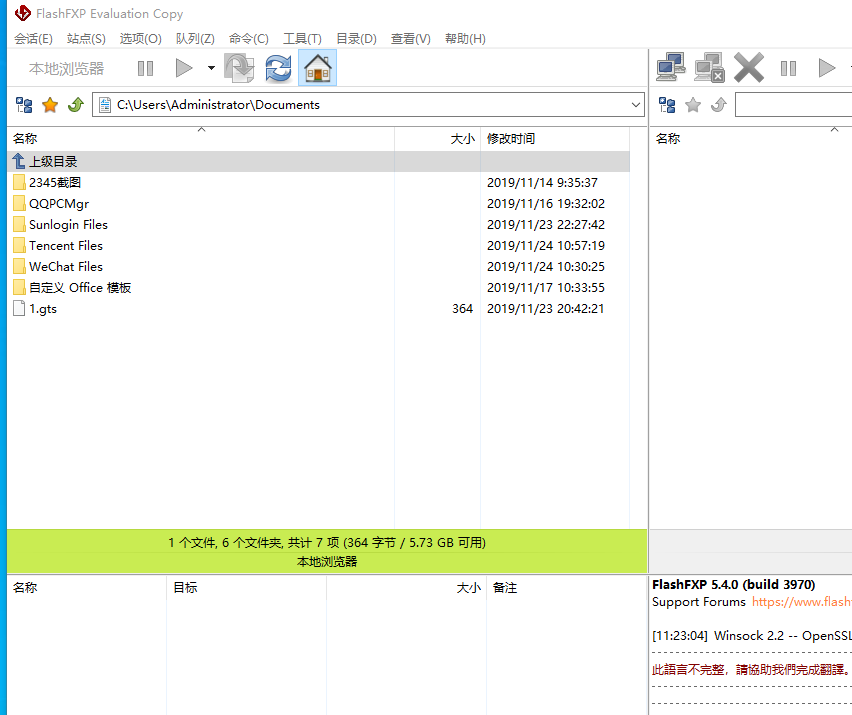 FlashFXP Evaluation Copy
会话(E) 站点(S) 选项(O) 队列(Z) 命令(C) 工具(T) 目录(D) 查看(V) 帮助(H)
本地浏览器
C:\Users\Administrator\Documents
名称 大小 修改时间 名称
上级目录
2345截图 2019/11/14 9:35:37
QQPCMgr 2019/11/16 19:32:02
Sunlogin Files 2019/11/23 22:27:42
Tencent Files 2019/11/24 10:57:19
WeChat Files 2019/11/24 10:30:25
自定义 Office 模板 2019/11/17 10:33:55
1.gts 364 2019/11/23 20:42:21
1 个文件, 6 个文件夹, 共计 7 项 (364 字节 / 5.73 GB 可用)
本地浏览器
名称 目标 大小 备注
FlashFXP 5.4.0 (build 3970)
Support Forums https://www.flash
[11:23:04] Winsock 2.2 -- OpenSSL
此語言不完整，請協助我們完成翻譯。